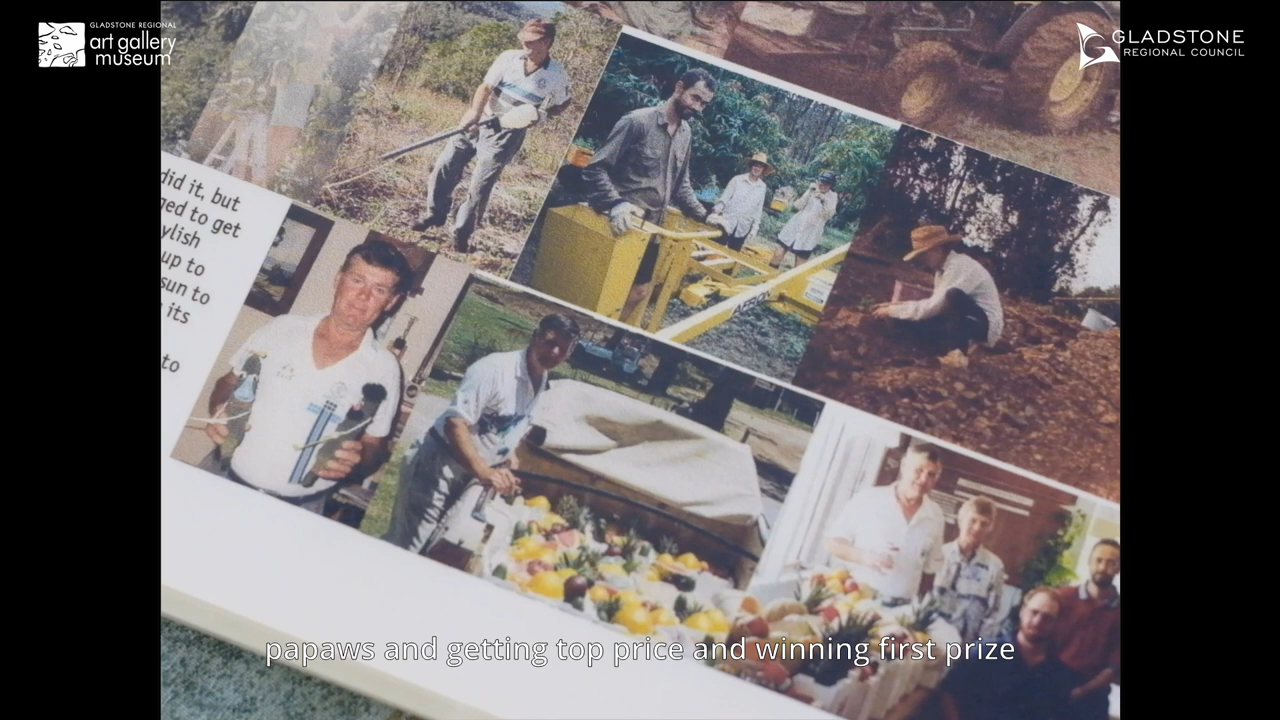 GLADSTONE REGIONAL
art gallery
museum
GLADSTONE
REGIONAL COUNCIL
did it, but
ged to get
ylish
up to
sun to
its
to
papaws and getting top price and winning first prize